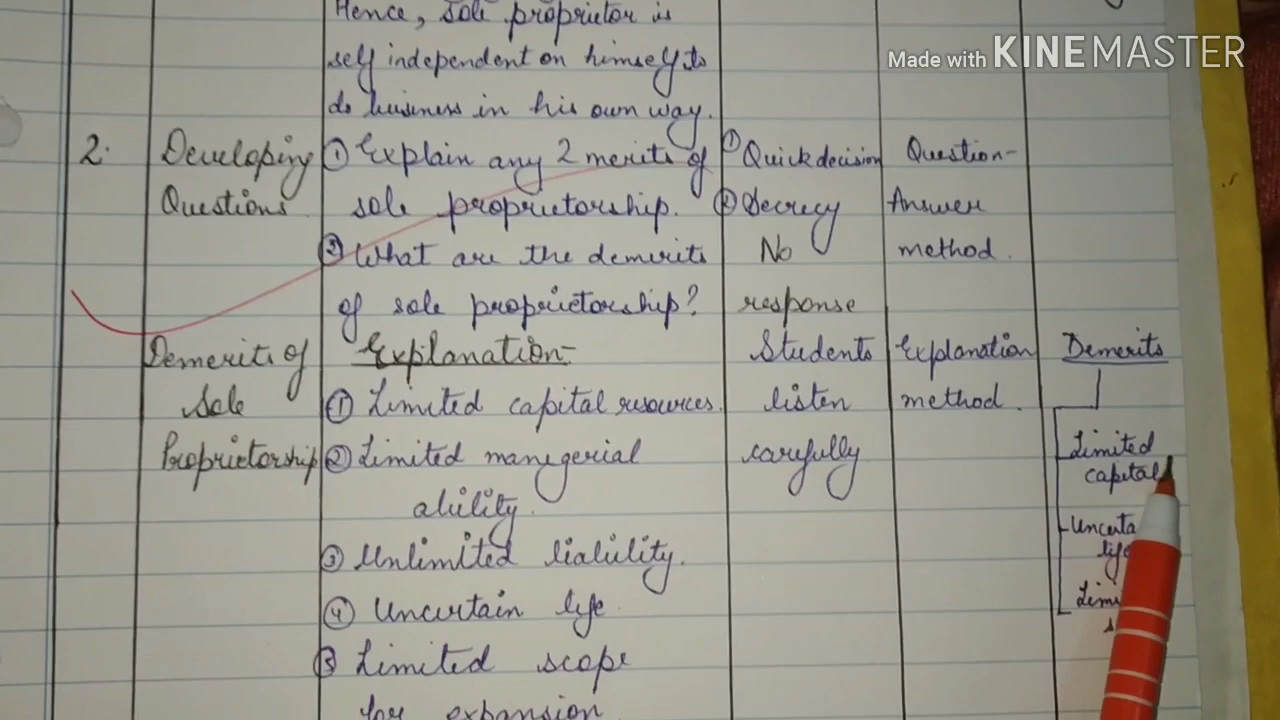 Hence, sole proprietor is
self independent on himself to
do business in his own way.
Made with KINEMASTER
2.
Developing
Questions
① Explain any 2 merits of
sole proprietorship.
② What are the demerits
of sole proprietorship?
① Quick decision
② Secrecy
No
response
Question-
Answer
method.
Demerits of
Sole
Proprietorship
Explanation-
① Limited capital resources.
② Limited manegerial
ability.
③ Unlimited liability.
④ Uncertain life.
⑤ Limited scope
for expansion
Students
listen
carefully
Explanation
method.
Demerits
Limited
capital